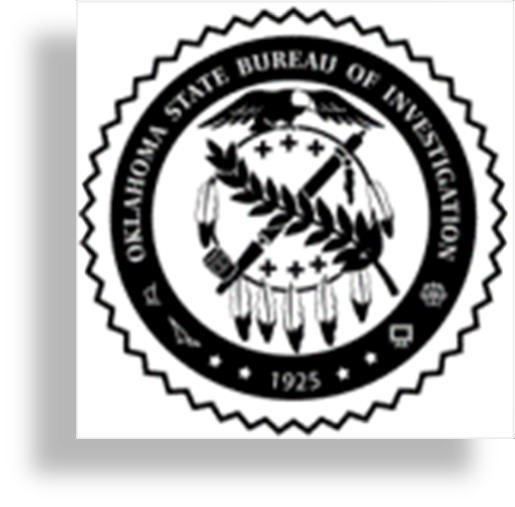 OKLAHOMA STATE BUREAU OF INVESTIGATION
1925